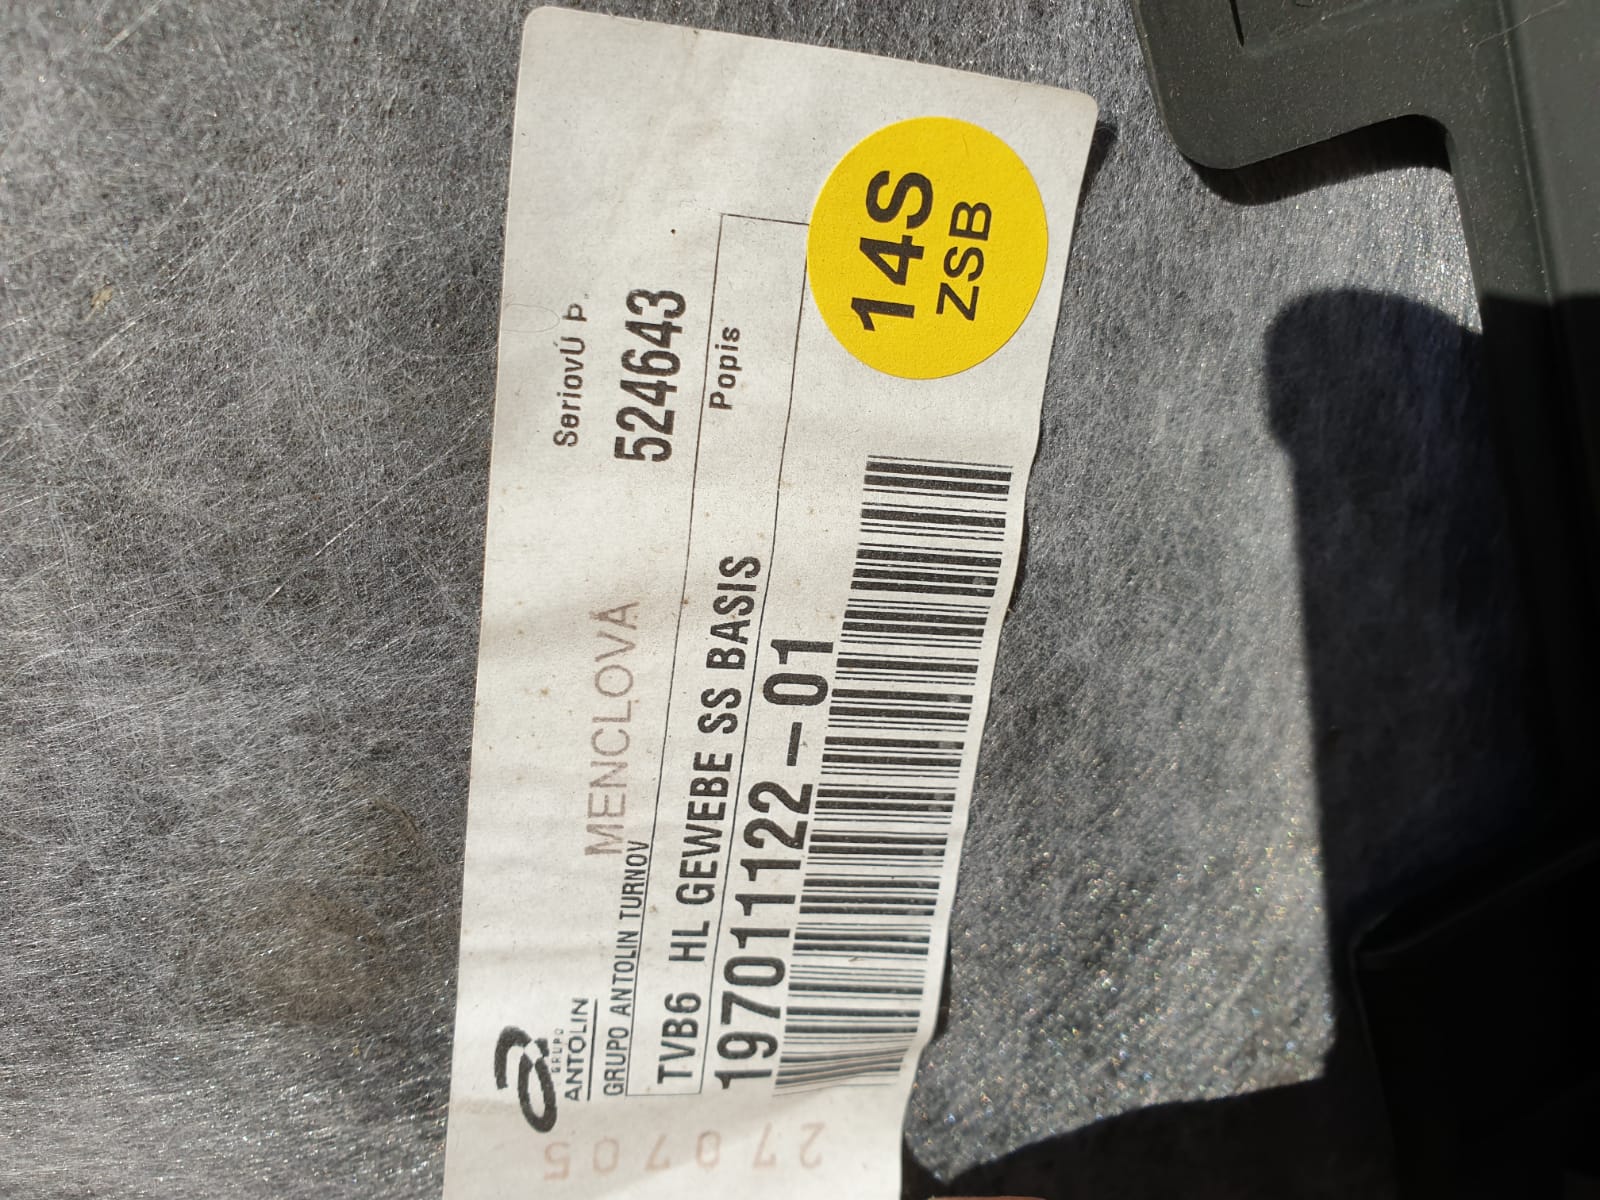 GRUPO
ANTOLIN
SeriovÚ Þ.
MENCLOVÁ
GRUPO ANTOLIN TURNOV
524643
Popis
TVB6 HL GEWEBE SS BASIS
19701122-01
14S
ZSB
270705